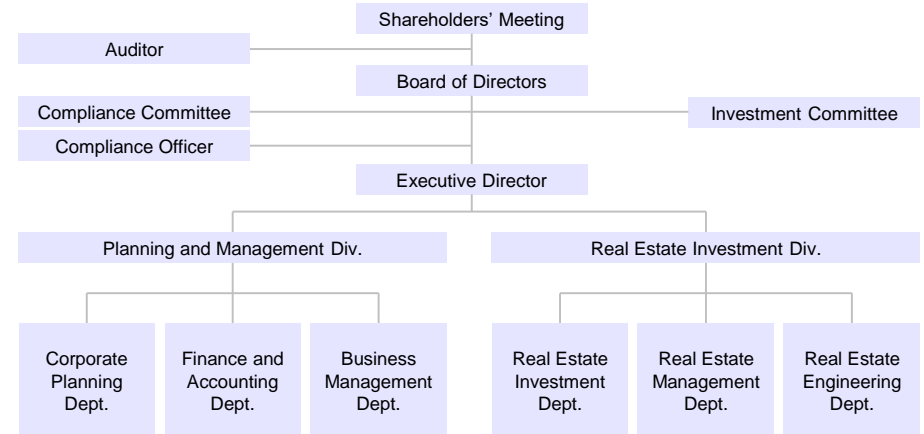 Shareholders’ Meeting
Auditor
Board of Directors
Compliance Committee
Investment Committee
Compliance Officer
Executive Director
Planning and Management Div.
Real Estate Investment Div.
Corporate
Planning
Dept.
Finance and
Accounting
Dept.
Business
Management
Dept.
Real Estate
Investment
Dept.
Real Estate
Management
Dept.
Real Estate
Engineering
Dept.